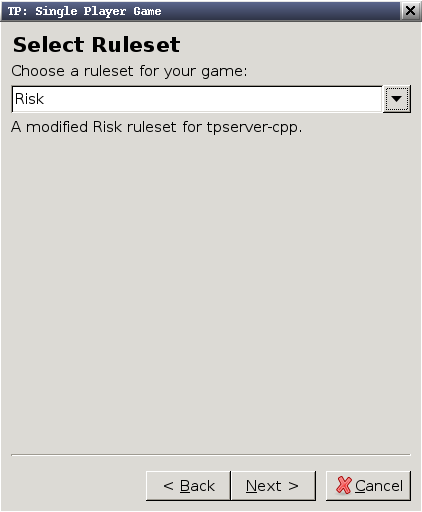 TP: Single Player Game
Select Ruleset
Choose a ruleset for your game:
Risk
A modified Risk ruleset for tpserver-cpp.
< Back Next > Cancel